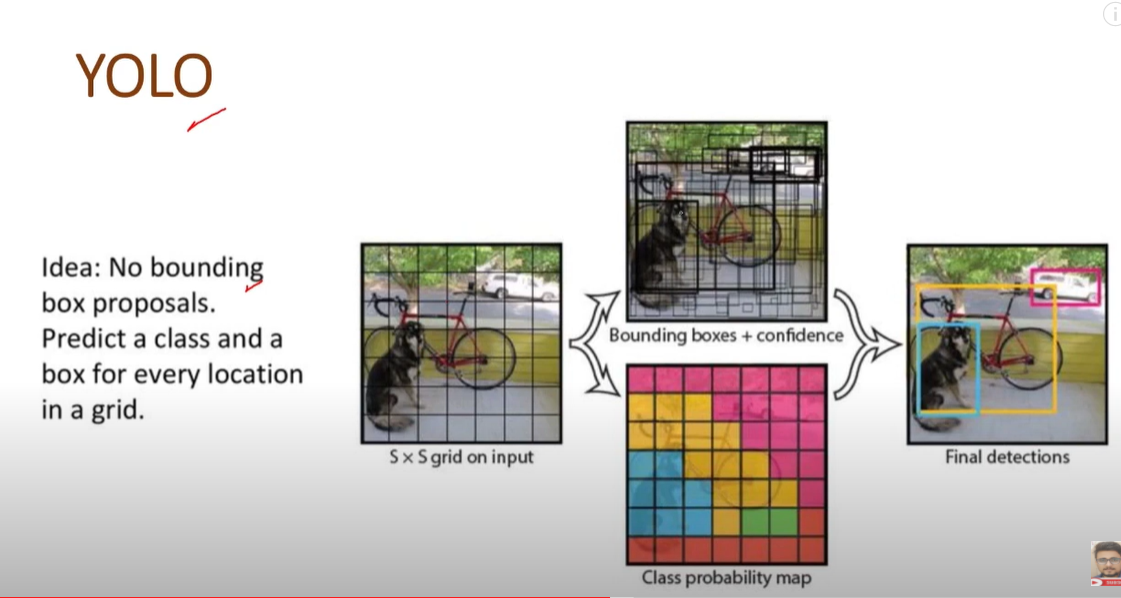 YOLO
Idea: No bounding
box proposals.
Predict a class and a
box for every location
in a grid.
S × S grid on input
Bounding boxes + confidence
Class probability map
Final detections